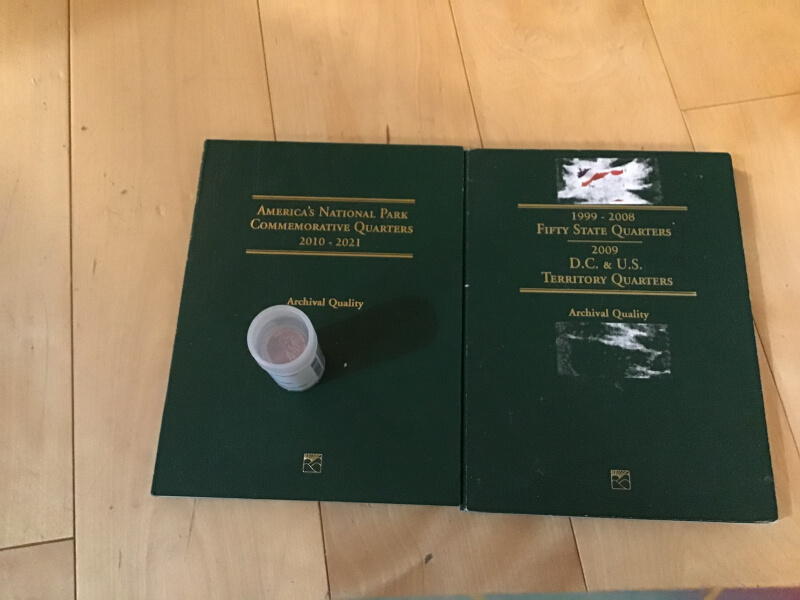 America's National Park
Commemorative Quarters
2010 - 2021
Archival Quality
1999 - 2008
Fifty State Quarters
2009
D.C. & U.S.
Territory Quarters
Archival Quality